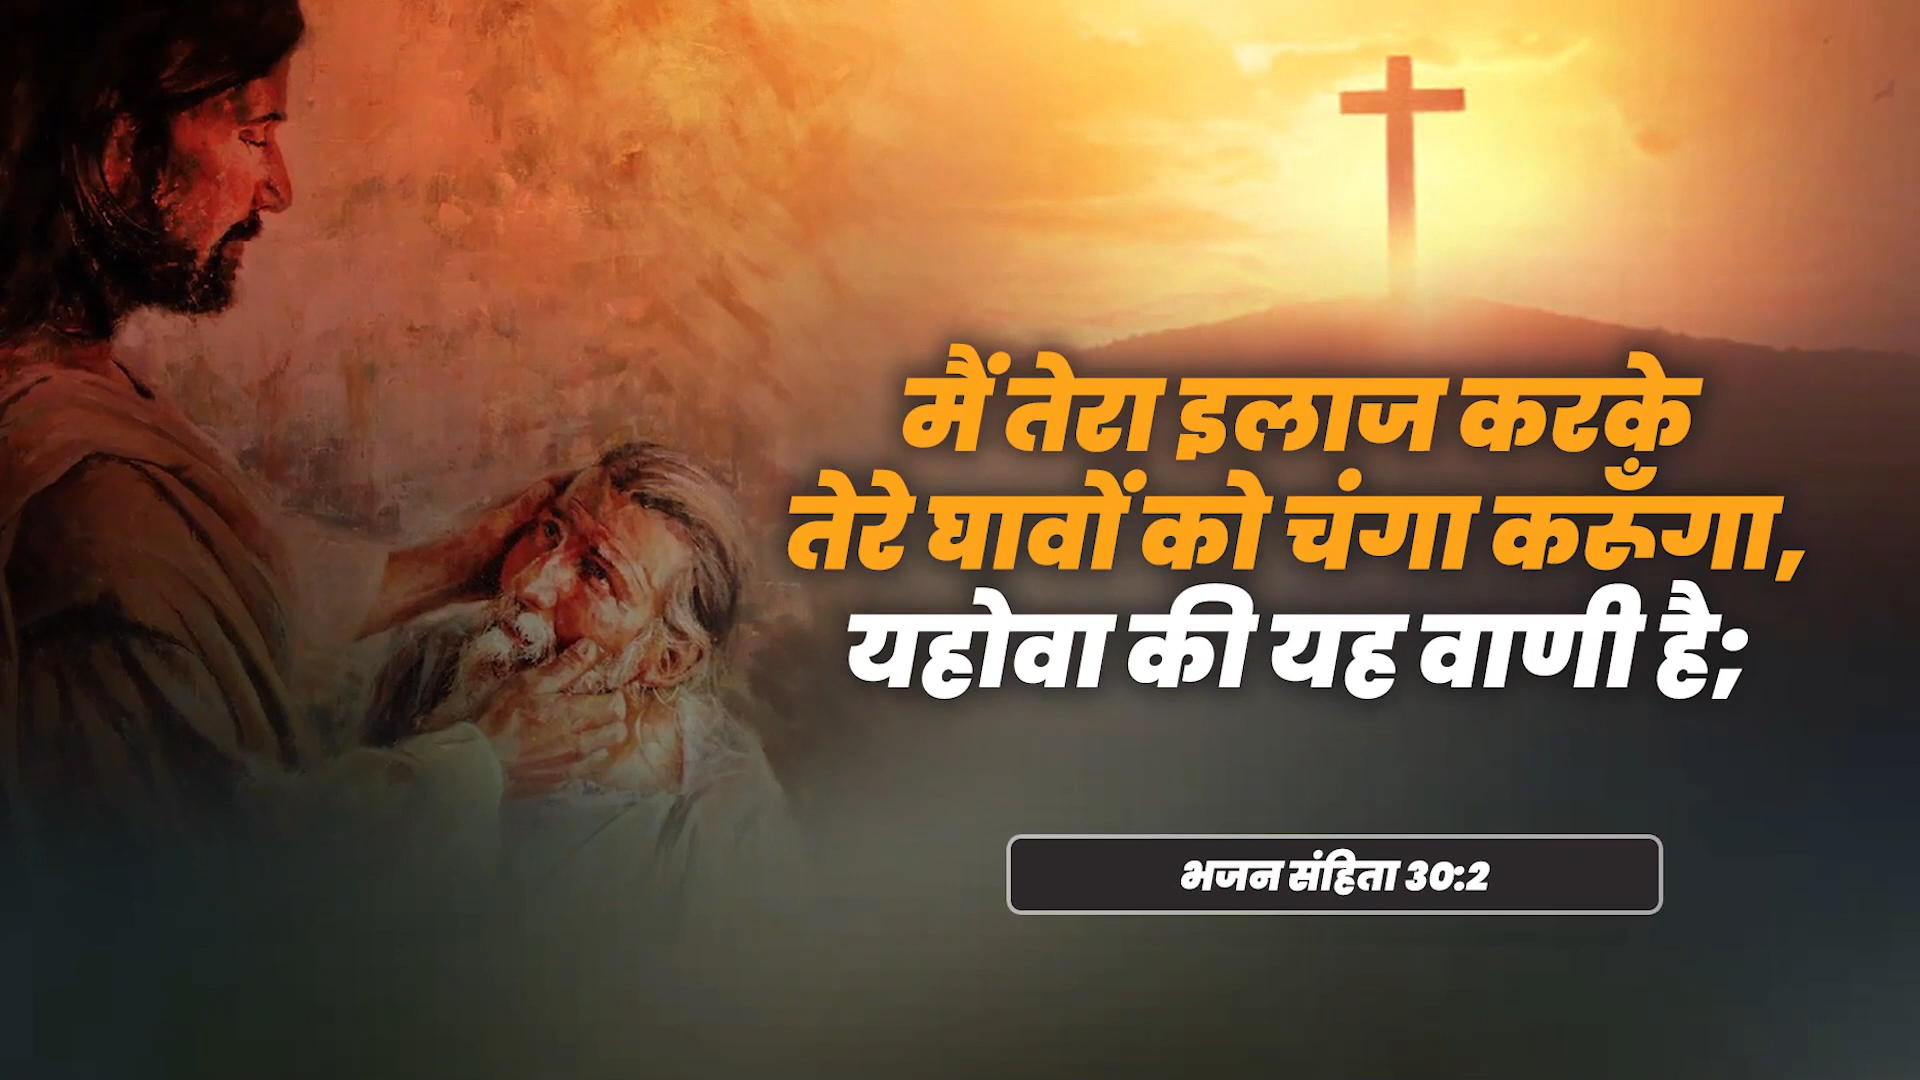 मैं तेरा इलाज करके
तेरे घावों को चंगा करूँगा,
यहोवा की यह वाणी है;
भजन संहिता 30:2